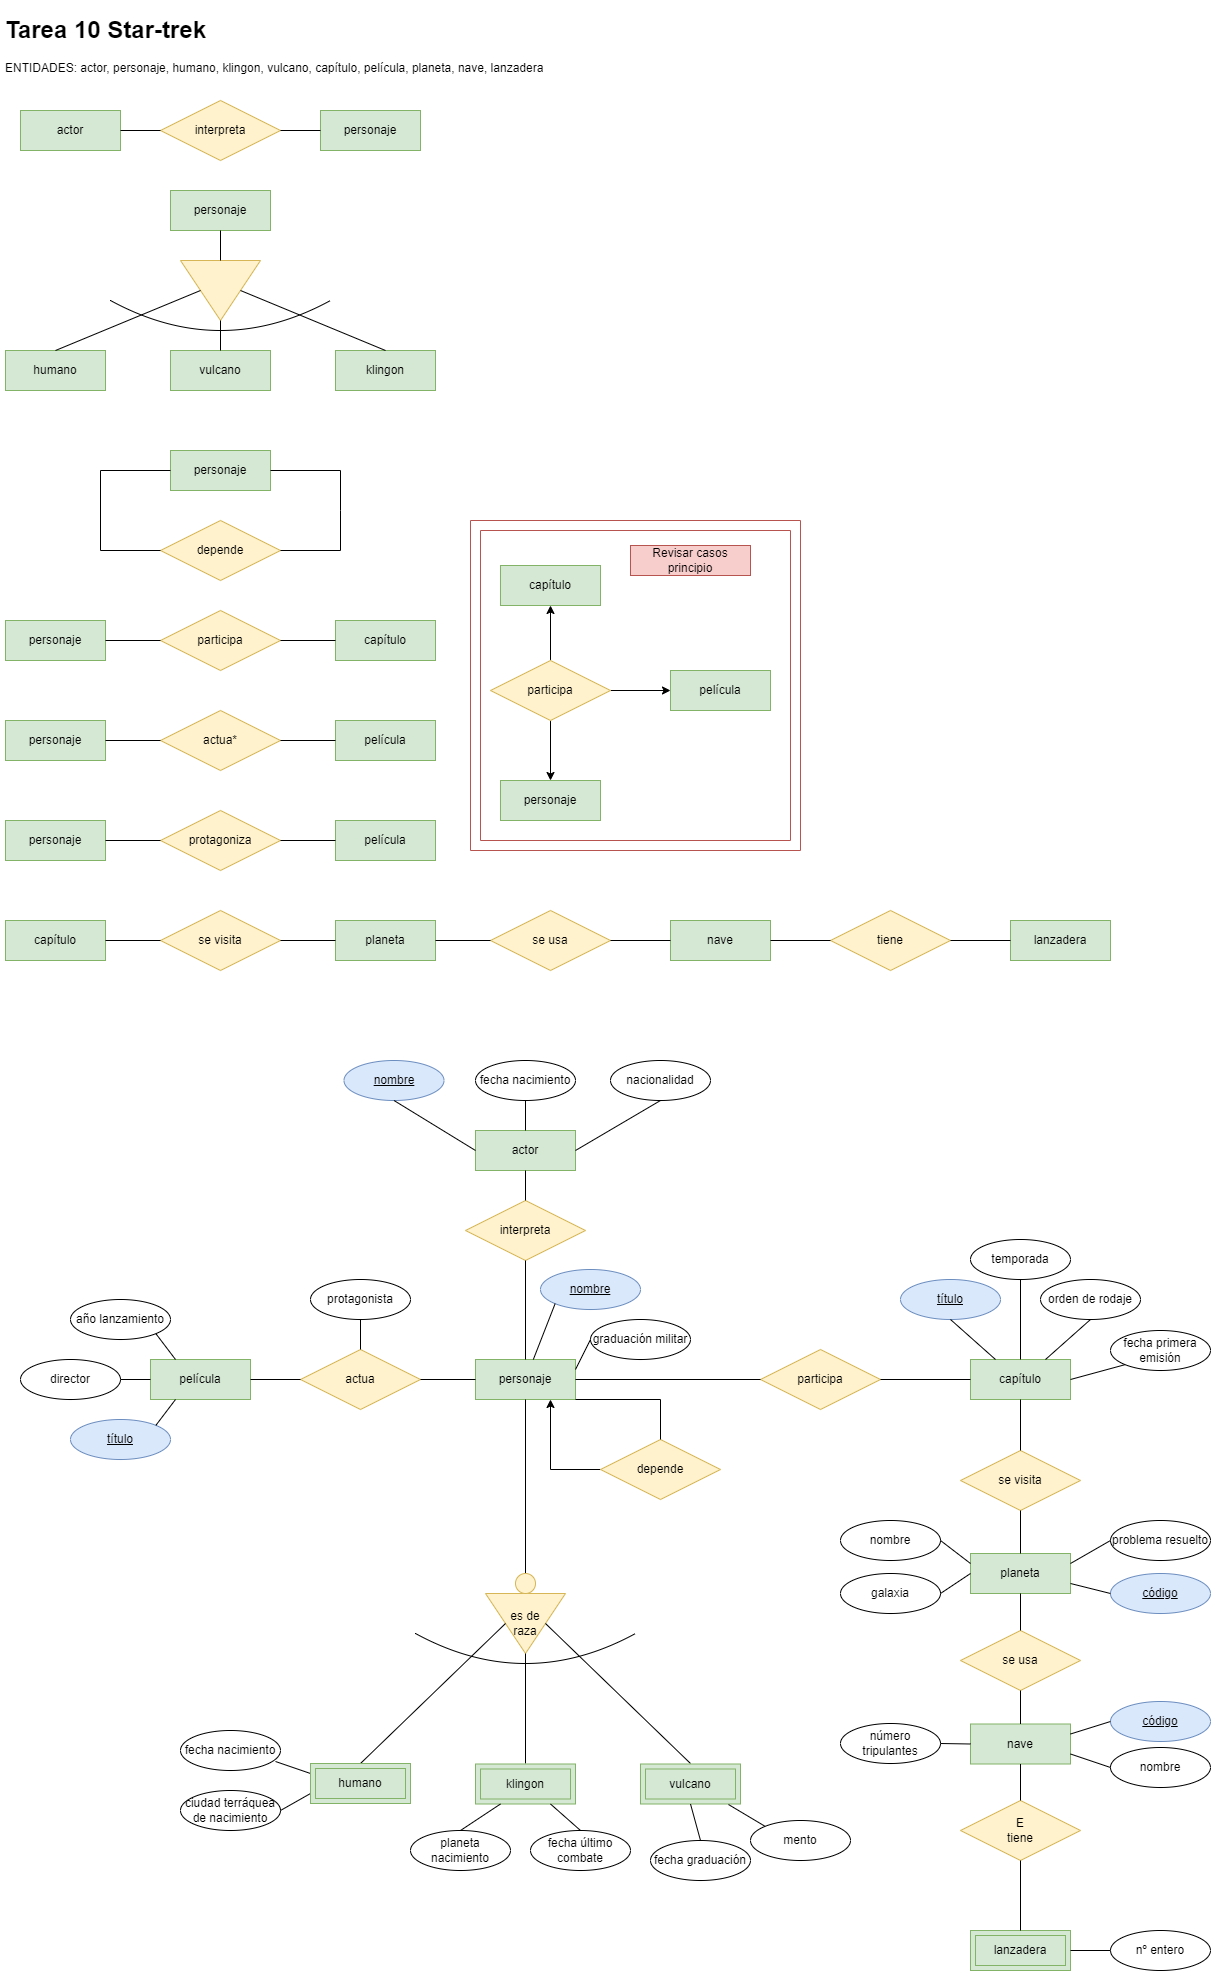 Tarea 10 Star-trek
ENTIDADES: actor, personaje, humano, klingon, vulcano, capítulo, película, planeta, nave, lanzadera
actor
interpreta
personaje
personaje
humano
vulcano
klingon
personaje
depende
personaje
participa
capítulo
personaje
actua*
película
personaje
protagoniza
película
Revisar casos
principio
capítulo
participa
película
personaje
capítulo
se visita
planeta
se usa
nave
tiene
lanzadera
nombre
fecha nacimiento
nacionalidad
actor
interpreta
nombre
graduación militar
protagonista
año lanzamiento
director
película
título
actua
personaje
depende
participa
temporada
título
orden de rodaje
fecha primera
emisión
capítulo
se visita
nombre
problema resuelto
planeta
galaxia
código
se usa
código
número
tripulantes
nave
nombre
E
tiene
lanzadera
nº entero
es de
raza
fecha nacimiento
humano
ciudad terráquea
de nacimiento
klingon
planeta
nacimiento
fecha último
combate
vulcano
fecha graduación
mento